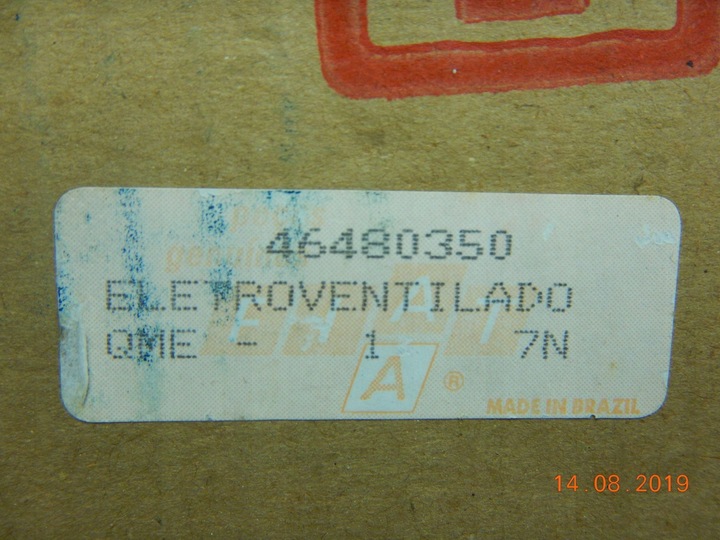 46480350
ELETROVENTILADO
QME - 1 7N
A ®
MADE IN BRAZIL
14.08.2019